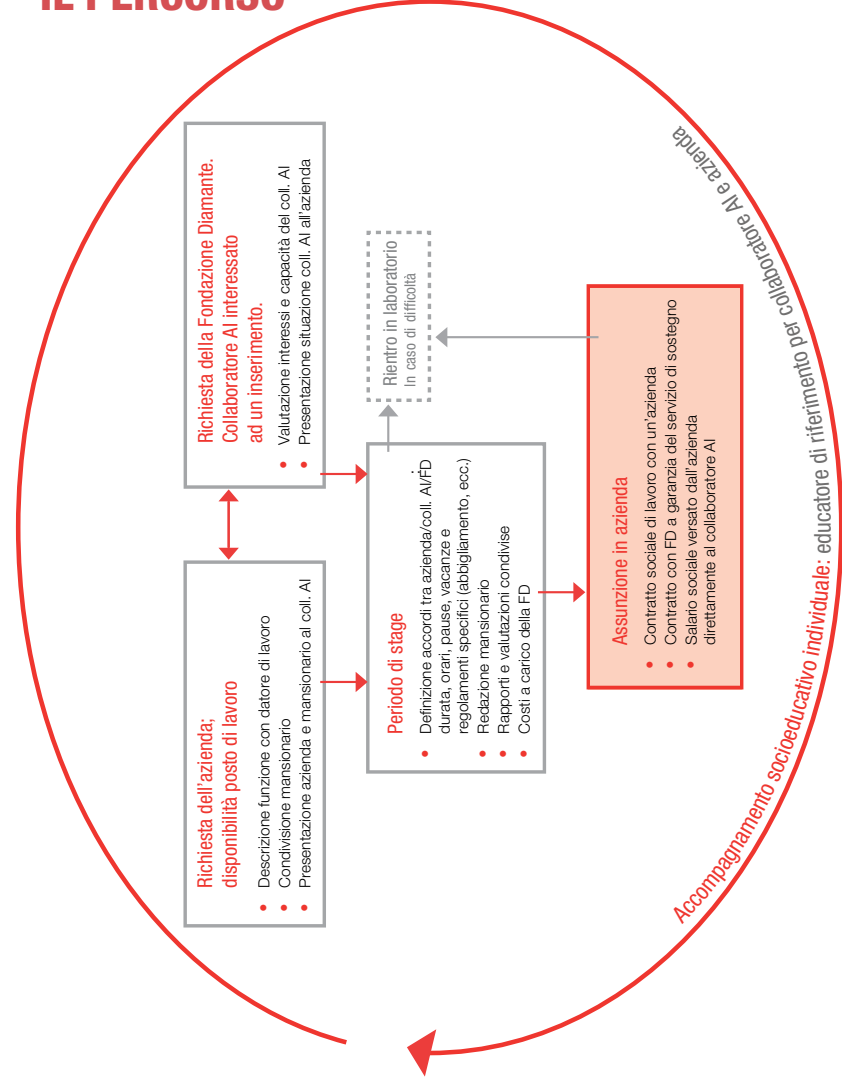 IL PERCORSO
Richiesta dell'azienda;
disponibilità posto di lavoro
• Descrizione funzione con datore di lavoro
• Condivisione mansionario
• Presentazione azienda e mansionario al coll. AI
Richiesta della Fondazione Diamante.
Collaboratore AI interessato
ad un inserimento.
• Valutazione interessi e capacità del coll. AI
• Presentazione situazione coll. AI all'azienda
Periodo di stage
• Definizione accordi tra azienda/coll. AI/FD
durata, orari, pause, vacanze e
regolamenti specifici (abbigliamento, ecc.)
• Redazione mansionario
• Rapporti e valutazioni condivise
• Costi a carico della FD
Rientro in laboratorio
In caso di difficoltà
Assunzione in azienda
• Contratto sociale di lavoro con un'azienda
• Contratto con FD a garanzia del servizio di sostegno
• Salario sociale versato dall'azienda
direttamente al collaboratore AI
Accompagnamento socioeducativo individuale: educatore di riferimento per collaboratore AI e azienda